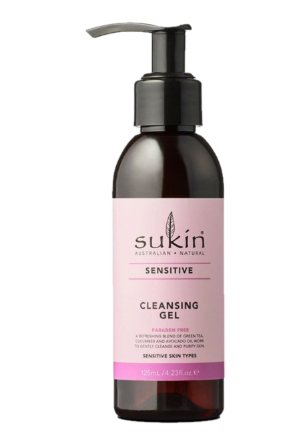 sukin
AUSTRALIAN • NATURAL
SENSITIVE
CLEANSING
GEL
PARABEN FREE
A REFRESHING BLEND OF GREEN TEA,
CUCUMBER AND AVOCADO OIL WORK
TO GENTLY CLEANSE AND PURIFY SKIN.
SENSITIVE SKIN TYPES
125mL / 4.23fl.oz.℮